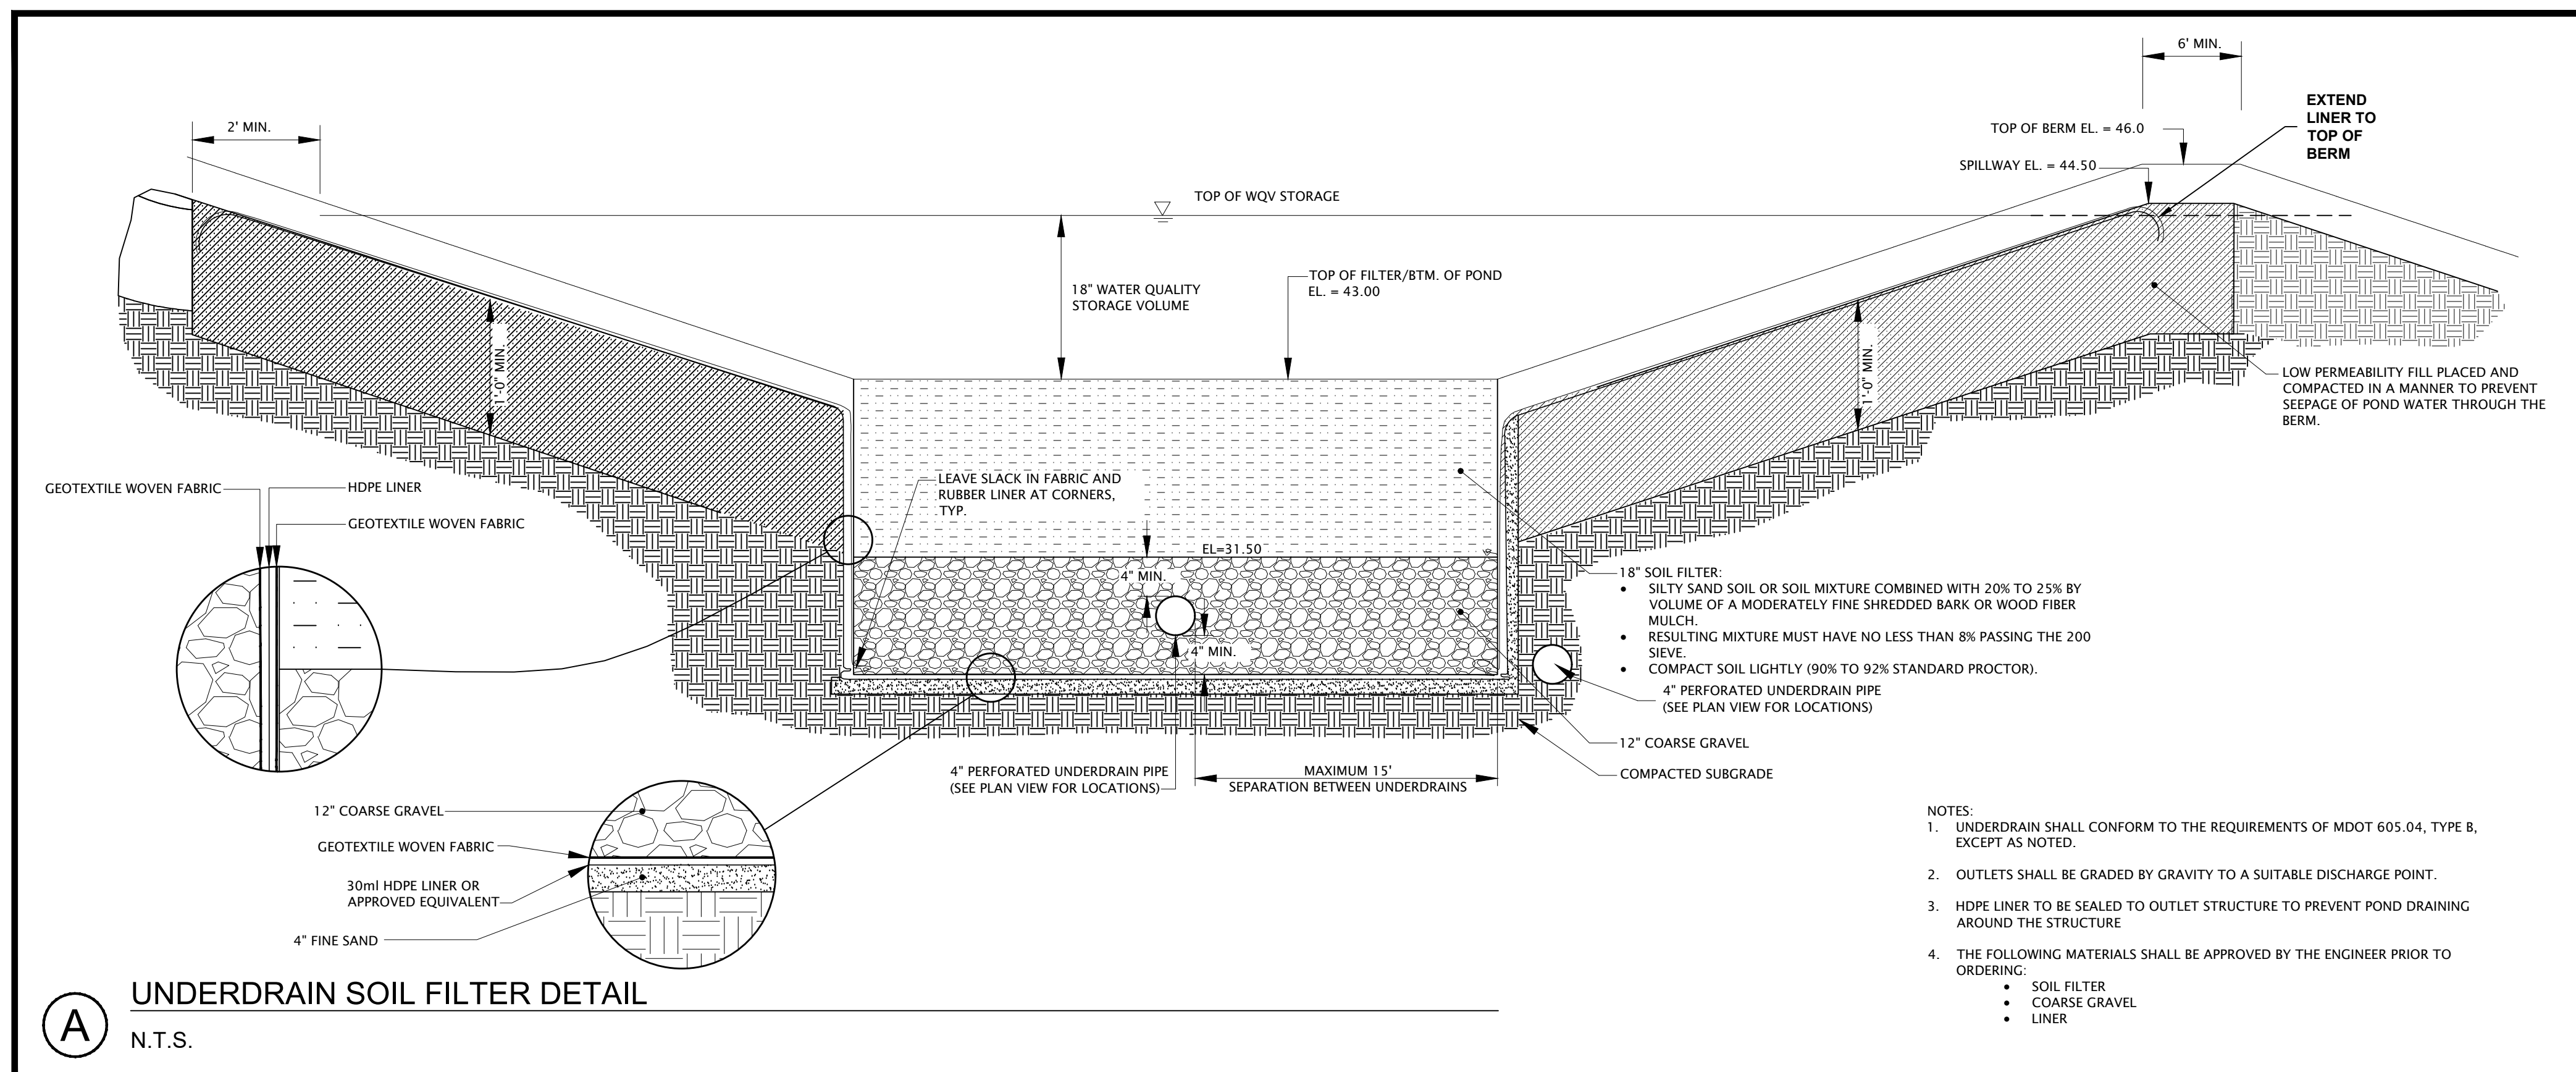 6' MIN.
EXTEND
LINER TO
TOP OF
BERM
2' MIN.
TOP OF BERM EL. = 46.0
SPILLWAY EL. = 44.50
TOP OF WQV STORAGE
18" WATER QUALITY
STORAGE VOLUME
TOP OF FILTER/BTM. OF POND
EL. = 43.00
1'-0" MIN.
1'-0" MIN.
LOW PERMEABILITY FILL PLACED AND
COMPACTED IN A MANNER TO PREVENT
SEEPAGE OF POND WATER THROUGH THE
BERM.
GEOTEXTILE WOVEN FABRIC
HDPE LINER
GEOTEXTILE WOVEN FABRIC
LEAVE SLACK IN FABRIC AND
RUBBER LINER AT CORNERS,
TYP.
EL=31.50
4" MIN.
4" MIN.
18" SOIL FILTER:
• SILTY SAND SOIL OR SOIL MIXTURE COMBINED WITH 20% TO 25% BY
VOLUME OF A MODERATELY FINE SHREDDED BARK OR WOOD FIBER
MULCH.
• RESULTING MIXTURE MUST HAVE NO LESS THAN 8% PASSING THE 200
SIEVE.
• COMPACT SOIL LIGHTLY (90% TO 92% STANDARD PROCTOR).
4" PERFORATED UNDERDRAIN PIPE
(SEE PLAN VIEW FOR LOCATIONS)
12" COARSE GRAVEL
COMPACTED SUBGRADE
4" PERFORATED UNDERDRAIN PIPE
(SEE PLAN VIEW FOR LOCATIONS)
MAXIMUM 15'
SEPARATION BETWEEN UNDERDRAINS
12" COARSE GRAVEL
GEOTEXTILE WOVEN FABRIC
30ml HDPE LINER OR
APPROVED EQUIVALENT
4" FINE SAND
NOTES:
1. UNDERDRAIN SHALL CONFORM TO THE REQUIREMENTS OF MDOT 605.04, TYPE B,
EXCEPT AS NOTED.
2. OUTLETS SHALL BE GRADED BY GRAVITY TO A SUITABLE DISCHARGE POINT.
3. HDPE LINER TO BE SEALED TO OUTLET STRUCTURE TO PREVENT POND DRAINING
AROUND THE STRUCTURE
4. THE FOLLOWING MATERIALS SHALL BE APPROVED BY THE ENGINEER PRIOR TO
ORDERING:
• SOIL FILTER
• COARSE GRAVEL
• LINER
A
UNDERDRAIN SOIL FILTER DETAIL
N.T.S.